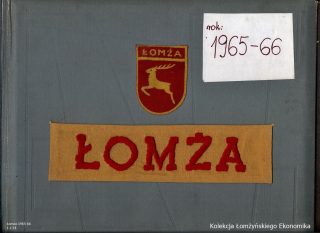 ŁOMŻA
rok:
1965-66
ŁOMŻA
Kolekcja Łomżyńskiego Ekonomika